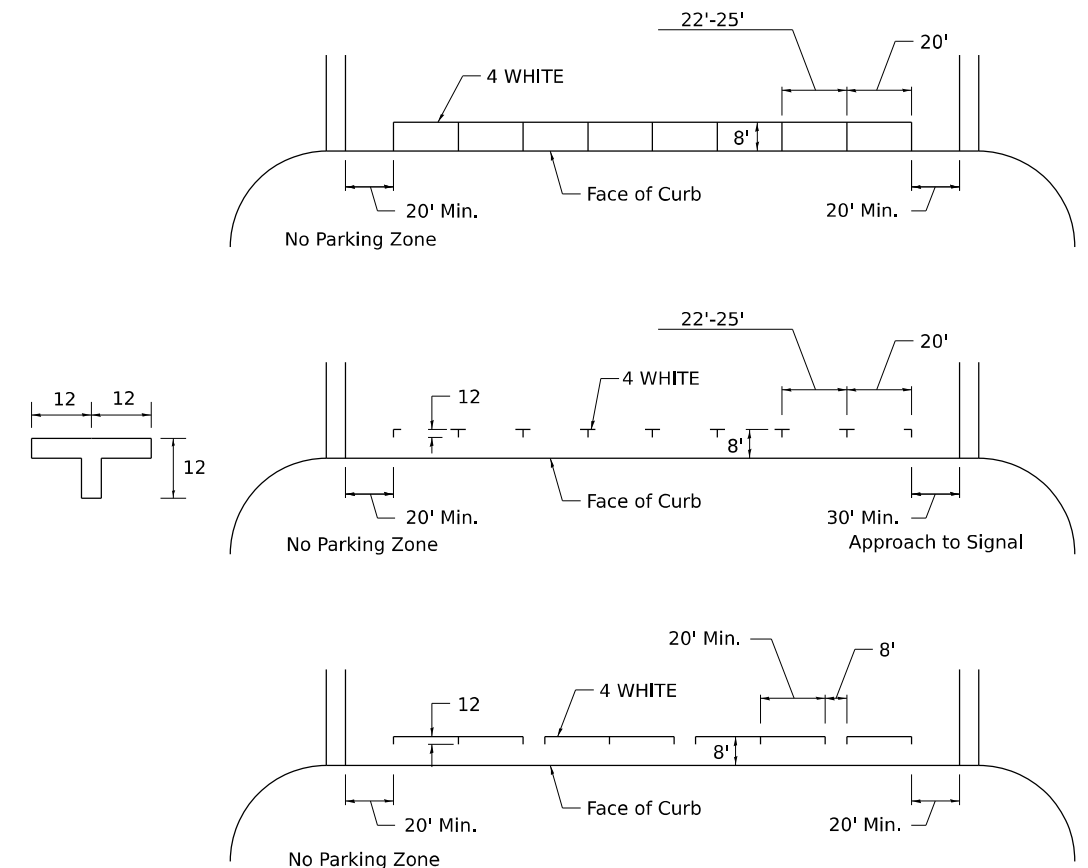 22'-25'
20'
4 WHITE
8'
Face of Curb
20' Min.
20' Min.
No Parking Zone
22'-25'
20'
4 WHITE
12
12 12
12
8'
Face of Curb
20' Min.
30' Min.
No Parking Zone
Approach to Signal
20' Min.
8'
4 WHITE
12
8'
Face of Curb
20' Min.
20' Min.
No Parking Zone